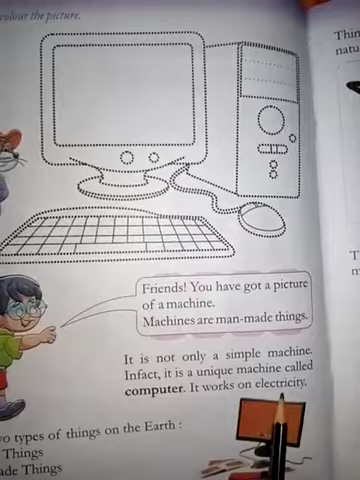 colour the picture.
Thin
natu
Friends! You have got a picture
of a machine.
Machines are man-made things.
It is not only a simple machine.
Infact, it is a unique machine called
computer. It works on electricity.
types of things on the Earth :
Things
Things